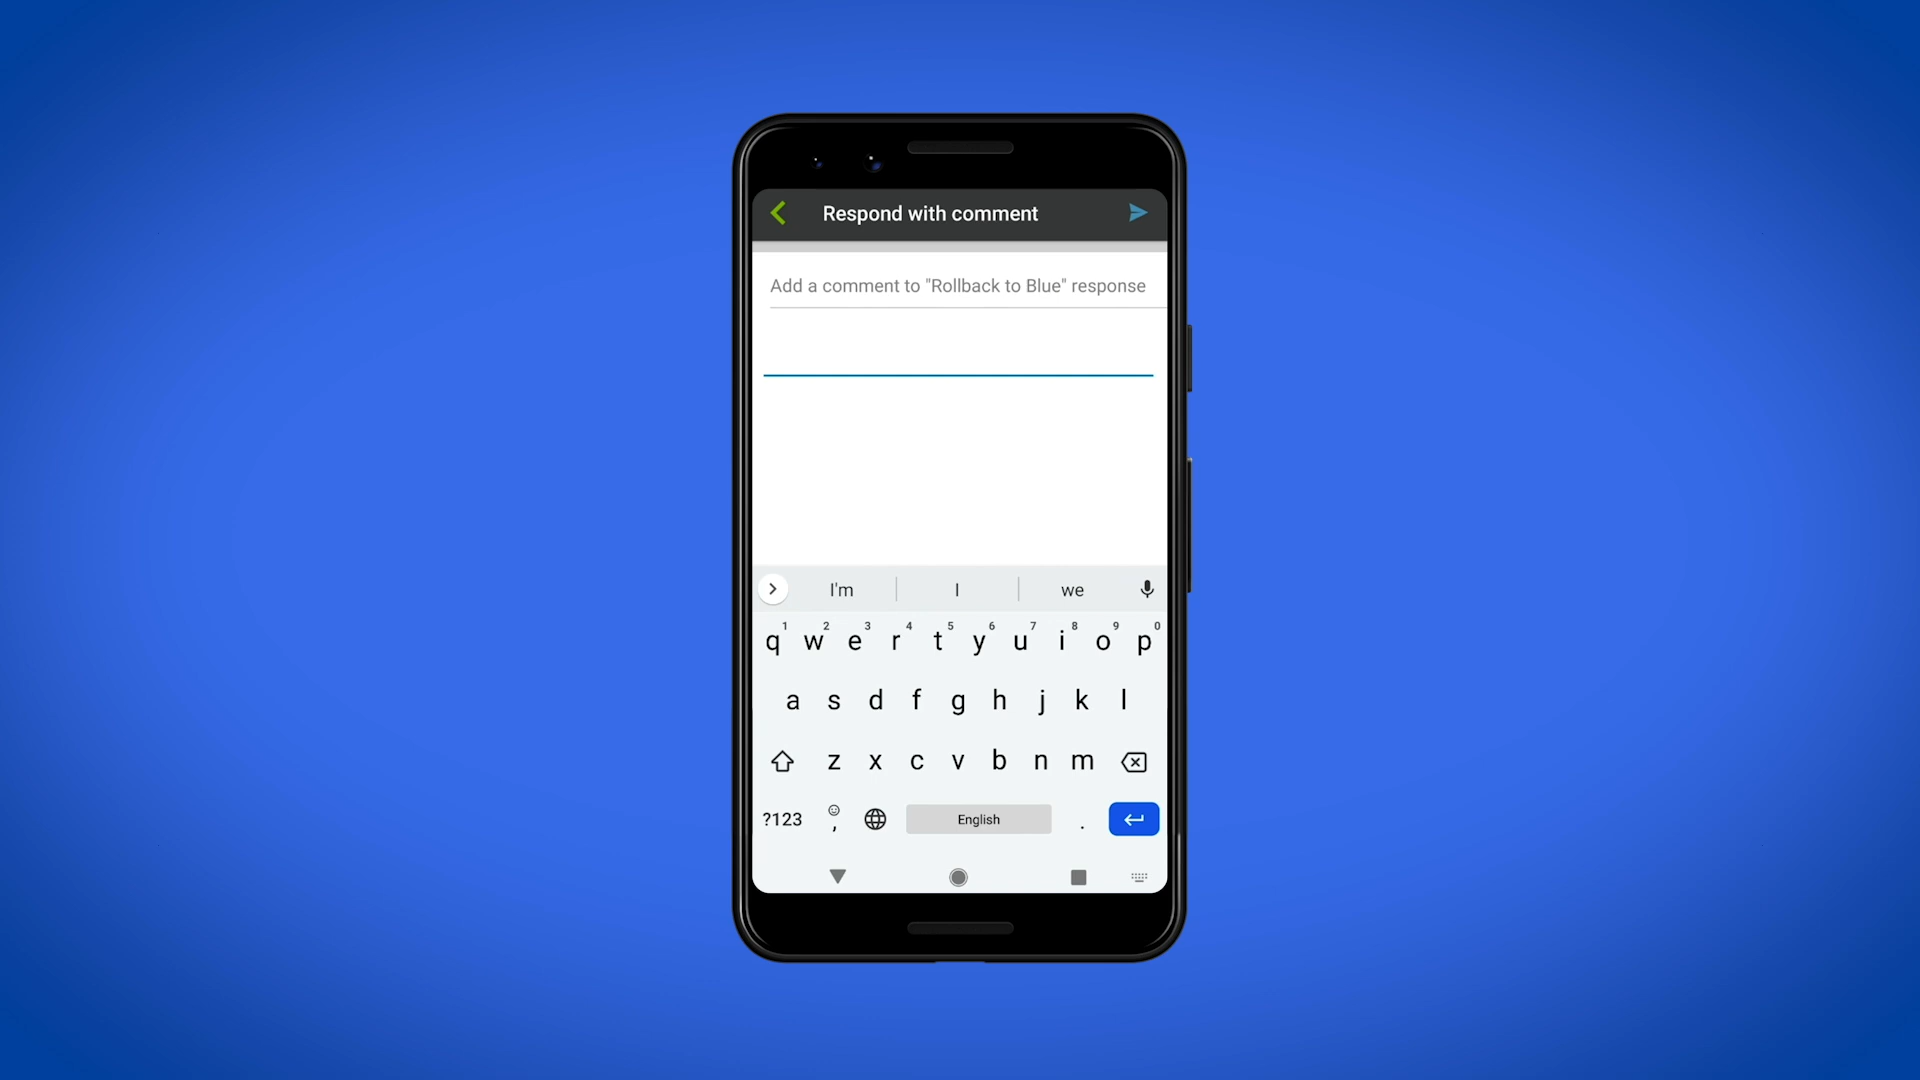 Respond with comment
Add a comment to "Rollback to Blue" response
I'm I we
1 2 3 4 5 6 7 8 9 0
q w e r t y u i o p
a s d f g h j k l
z x c v b n m
?123 , English .